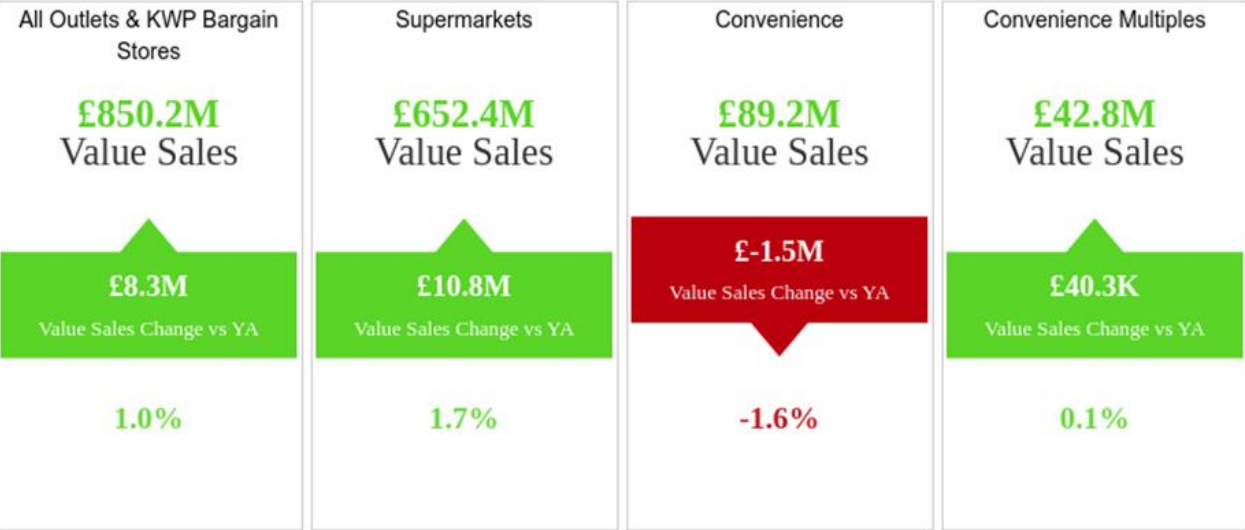 All Outlets & KWP Bargain
Stores
£850.2M
Value Sales
£8.3M
Value Sales Change vs YA
1.0%
Supermarkets
£652.4M
Value Sales
£10.8M
Value Sales Change vs YA
1.7%
Convenience
£89.2M
Value Sales
£-1.5M
Value Sales Change vs YA
-1.6%
Convenience Multiples
£42.8M
Value Sales
£40.3K
Value Sales Change vs YA
0.1%